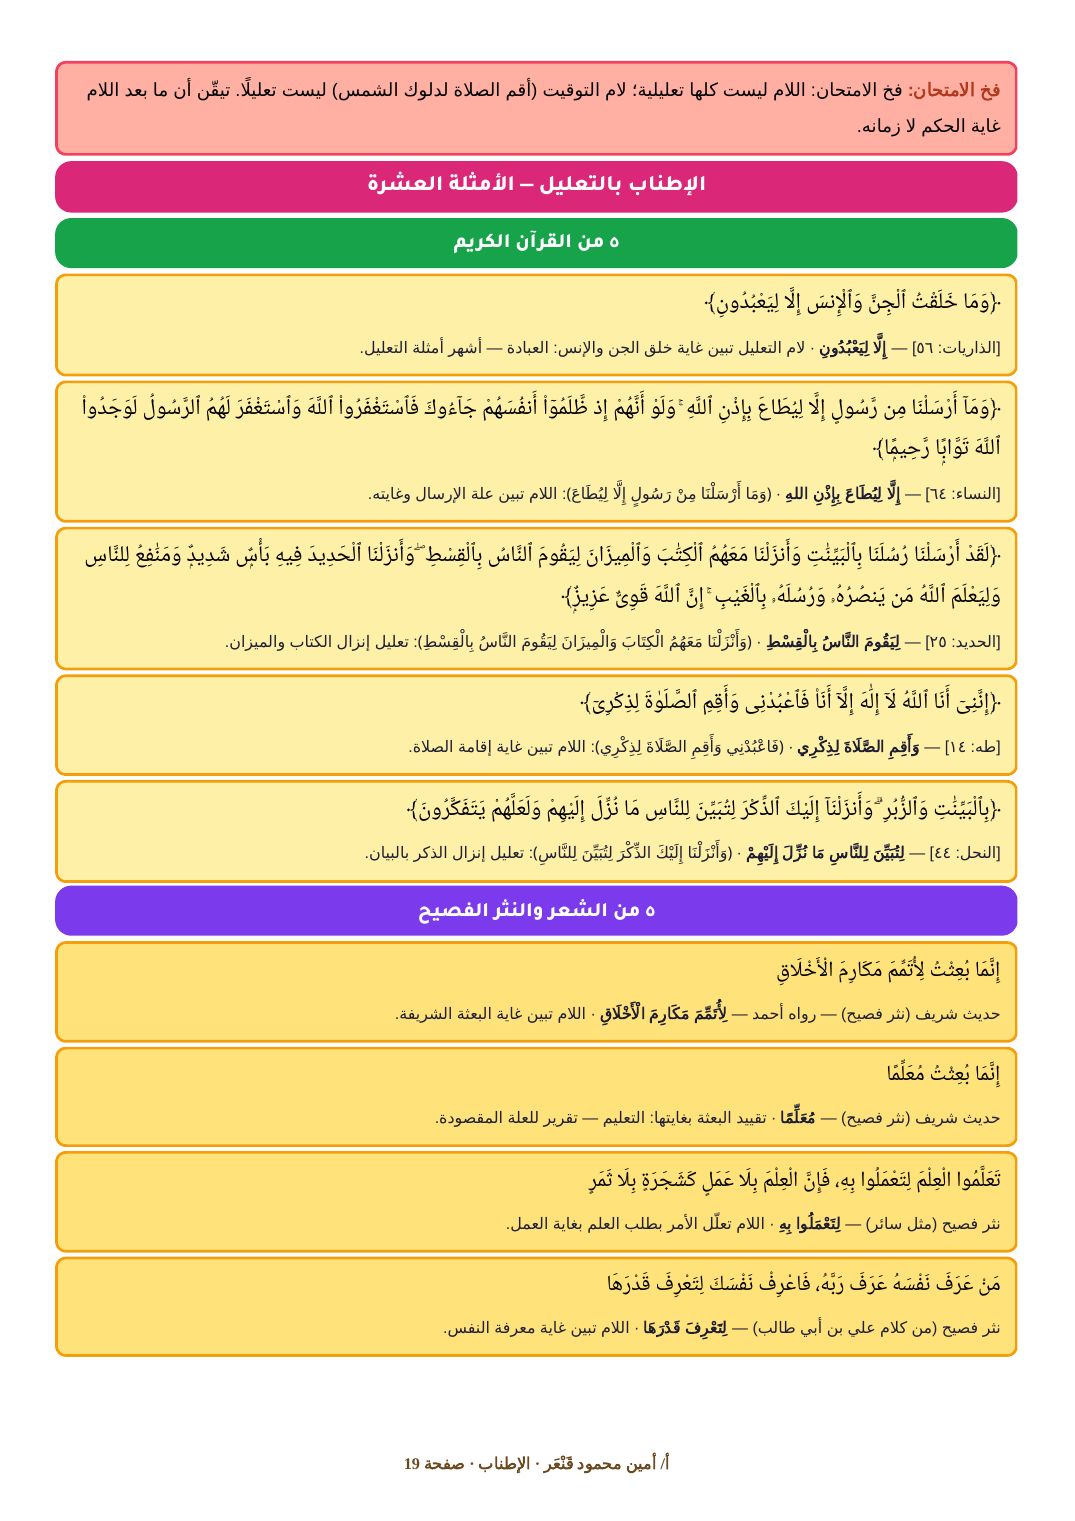 فخ الامتحان: فخ الامتحان: اللام ليست كلها تعليلية؛ لام التوقيت (أقم الصلاة لدلوك الشمس) ليست تعليلًا. تيقّن أن ما بعد اللام
غاية الحكم لا زمانه.
الإطناب بالتعليل — الأمثلة العشرة
٥ من القرآن الكريم
﴿وَمَا خَلَقْتُ ٱلْجِنَّ وَٱلْإِنسَ إِلَّا لِيَعْبُدُونِ﴾
[الذاريات: ٥٦] — إِلَّا لِيَعْبُدُونِ · لام التعليل تبين غاية خلق الجن والإنس: العبادة — أشهر أمثلة التعليل.
﴿وَمَآ أَرْسَلْنَا مِن رَّسُولٍ إِلَّا لِيُطَاعَ بِإِذْنِ ٱللَّهِ ۚ وَلَوْ أَنَّهُمْ إِذ ظَّلَمُوٓا۟ أَنفُسَهُمْ جَآءُوكَ فَٱسْتَغْفَرُوا۟ ٱللَّهَ وَٱسْتَغْفَرَ لَهُمُ ٱلرَّسُولُ لَوَجَدُوا۟
ٱللَّهَ تَوَّابًۭا رَّحِيمًۭا﴾
[النساء: ٦٤] — إِلَّا لِيُطَاعَ بِإِذْنِ اللهِ · (وَمَا أَرْسَلْنَا مِنْ رَسُولٍ إِلَّا لِيُطَاعَ): اللام تبين علة الإرسال وغايته.
﴿لَقَدْ أَرْسَلْنَا رُسُلَنَا بِٱلْبَيِّنَٰتِ وَأَنزَلْنَا مَعَهُمُ ٱلْكِتَٰبَ وَٱلْمِيزَانَ لِيَقُومَ ٱلنَّاسُ بِٱلْقِسْطِ ۖ وَأَنزَلْنَا ٱلْحَدِيدَ فِيهِ بَأْسٌۭ شَدِيدٌۭ وَمَنَٰفِعُ لِلنَّاسِ
وَلِيَعْلَمَ ٱللَّهُ مَن يَنصُرُهُۥ وَرُسُلَهُۥ بِٱلْغَيْبِ ۚ إِنَّ ٱللَّهَ قَوِىٌّ عَزِيزٌۭ﴾
[الحديد: ٢٥] — لِيَقُومَ النَّاسُ بِالْقِسْطِ · (وَأَنْزَلْنَا مَعَهُمُ الْكِتَابَ وَالْمِيزَانَ لِيَقُومَ النَّاسُ بِالْقِسْطِ): تعليل إنزال الكتاب والميزان.
﴿إِنَّنِىٓ أَنَا ٱللَّهُ لَآ إِلَٰهَ إِلَّآ أَنَا۠ فَٱعْبُدْنِى وَأَقِمِ ٱلصَّلَوٰةَ لِذِكْرِىٓ﴾
[طه: ١٤] — وَأَقِمِ الصَّلَاةَ لِذِكْرِي · (فَاعْبُدْنِي وَأَقِمِ الصَّلَاةَ لِذِكْرِي): اللام تبين غاية إقامة الصلاة.
﴿بِٱلْبَيِّنَٰتِ وَٱلزُّبُرِ ۗ وَأَنزَلْنَآ إِلَيْكَ ٱلذِّكْرَ لِتُبَيِّنَ لِلنَّاسِ مَا نُزِّلَ إِلَيْهِمْ وَلَعَلَّهُمْ يَتَفَكَّرُونَ﴾
[النحل: ٤٤] — لِتُبَيِّنَ لِلنَّاسِ مَا نُزِّلَ إِلَيْهِمْ · (وَأَنْزَلْنَا إِلَيْكَ الذِّكْرَ لِتُبَيِّنَ لِلنَّاسِ): تعليل إنزال الذكر بالبيان.
٥ من الشعر والنثر الفصيح
إِنَّمَا بُعِثْتُ لِأُتَمِّمَ مَكَارِمَ الْأَخْلَاقِ
حديث شريف (نثر فصيح) — رواه أحمد — لِأُتَمِّمَ مَكَارِمَ الْأَخْلَاقِ · اللام تبين غاية البعثة الشريفة.
إِنَّمَا بُعِثْتُ مُعَلِّمًا
حديث شريف (نثر فصيح) — مُعَلِّمًا · تقييد البعثة بغايتها: التعليم — تقرير للعلة المقصودة.
تَعَلَّمُوا الْعِلْمَ لِتَعْمَلُوا بِهِ، فَإِنَّ الْعِلْمَ بِلَا عَمَلٍ كَشَجَرَةٍ بِلَا ثَمَرٍ
نثر فصيح (مثل سائر) — لِتَعْمَلُوا بِهِ · اللام تعلّل الأمر بطلب العلم بغاية العمل.
مَنْ عَرَفَ نَفْسَهُ عَرَفَ رَبَّهُ، فَاعْرِفْ نَفْسَكَ لِتَعْرِفَ قَدْرَهَا
نثر فصيح (من كلام علي بن أبي طالب) — لِتَعْرِفَ قَدْرَهَا · اللام تبين غاية معرفة النفس.
أ/ أمين محمود قَنْعَر · الإطناب · صفحة 19